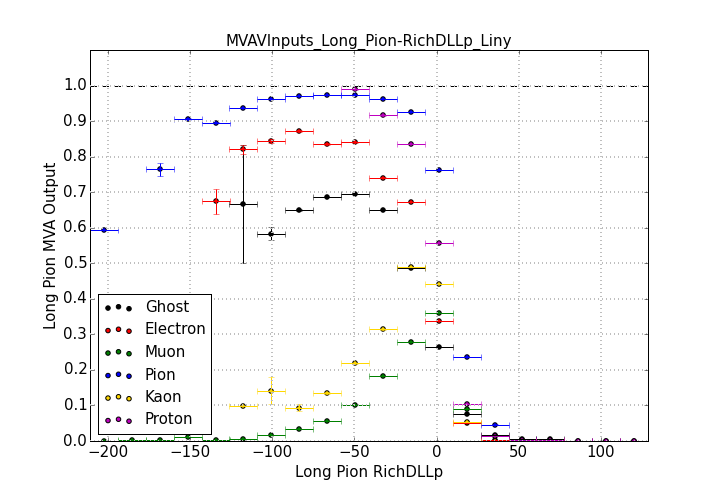 MVAVInputs_Long_Pion-RichDLLp_Liny
Long Pion MVA Output
1.0
0.9
0.8
0.7
0.6
0.5
0.4
0.3
0.2
0.1
0.0
Ghost
Electron
Muon
Pion
Kaon
Proton
−200 −150 −100 −50 0 50 100
Long Pion RichDLLp